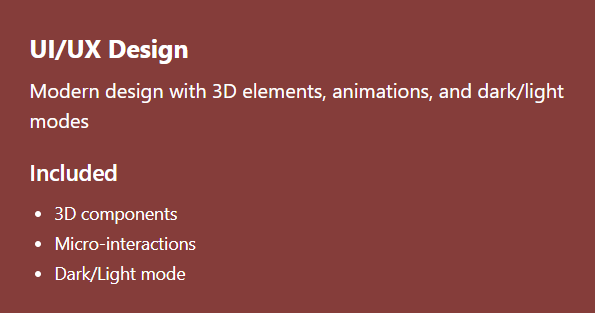 UI/UX Design
Modern design with 3D elements, animations, and dark/light
modes
Included
• 3D components
• Micro-interactions
• Dark/Light mode